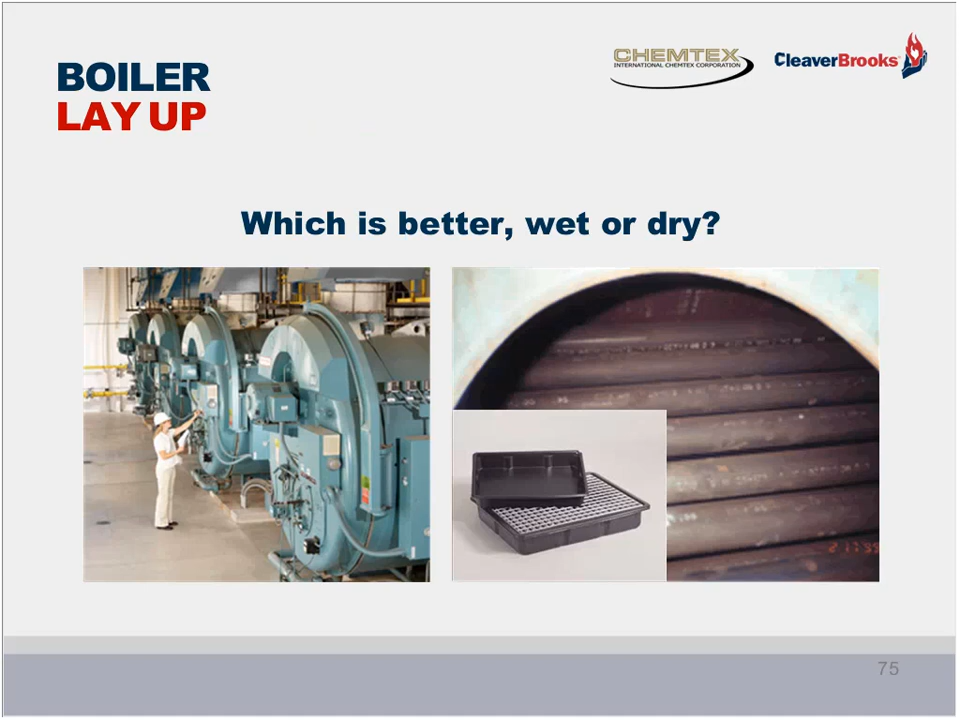 BOILER
LAY UP
CHEMTEX
INTERNATIONAL CHEMTEX CORPORATION
CleaverBrooks
Which is better, wet or dry?
75